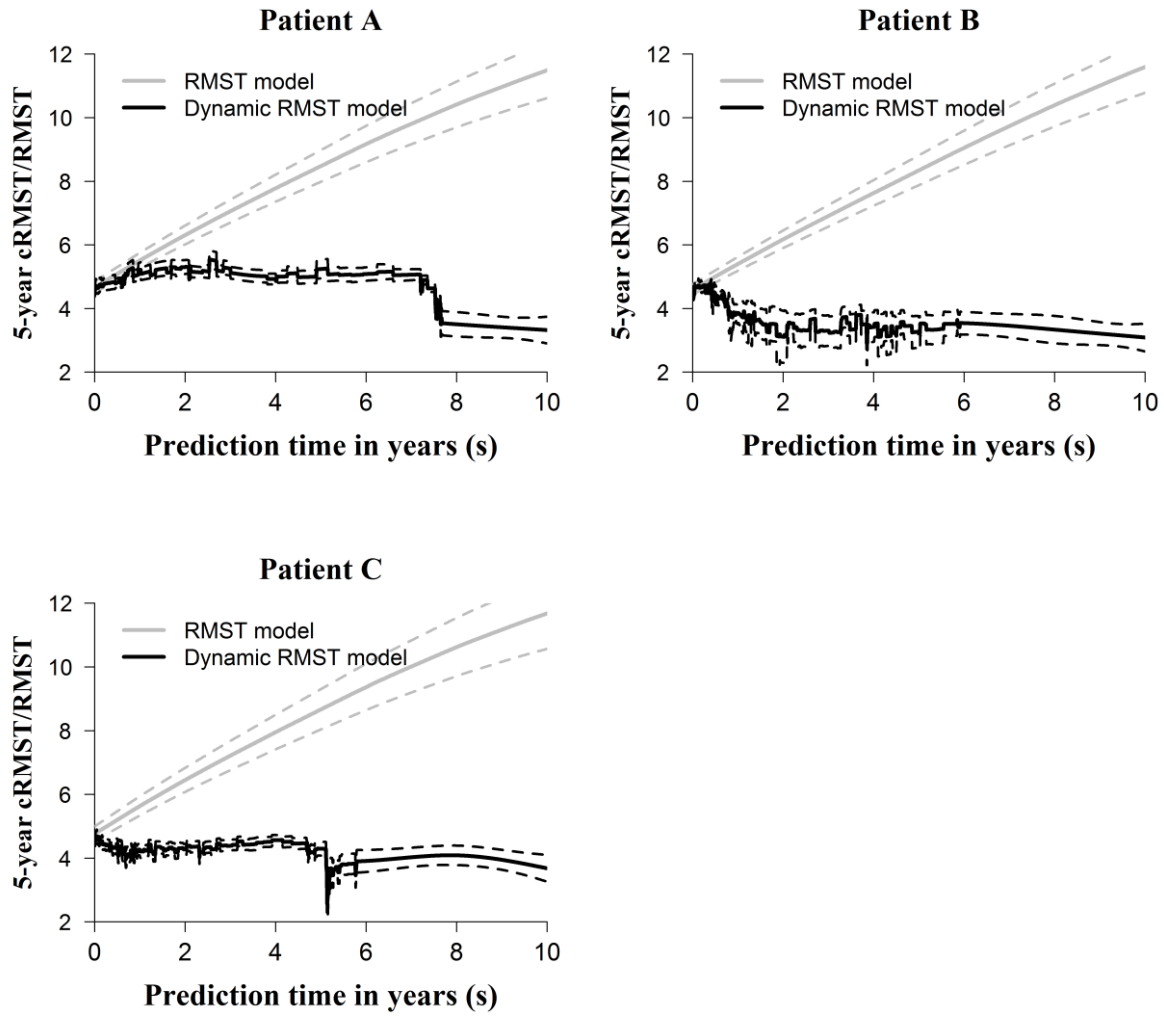 Patient A
12
10
8
6
4
2
5-year cRMST/RMST
RMST model
Dynamic RMST model
0 2 4 6 8 10
Prediction time in years (s)
Patient B
12
10
8
6
4
2
5-year cRMST/RMST
RMST model
Dynamic RMST model
0 2 4 6 8 10
Prediction time in years (s)
Patient C
12
10
8
6
4
2
5-year cRMST/RMST
RMST model
Dynamic RMST model
0 2 4 6 8 10
Prediction time in years (s)